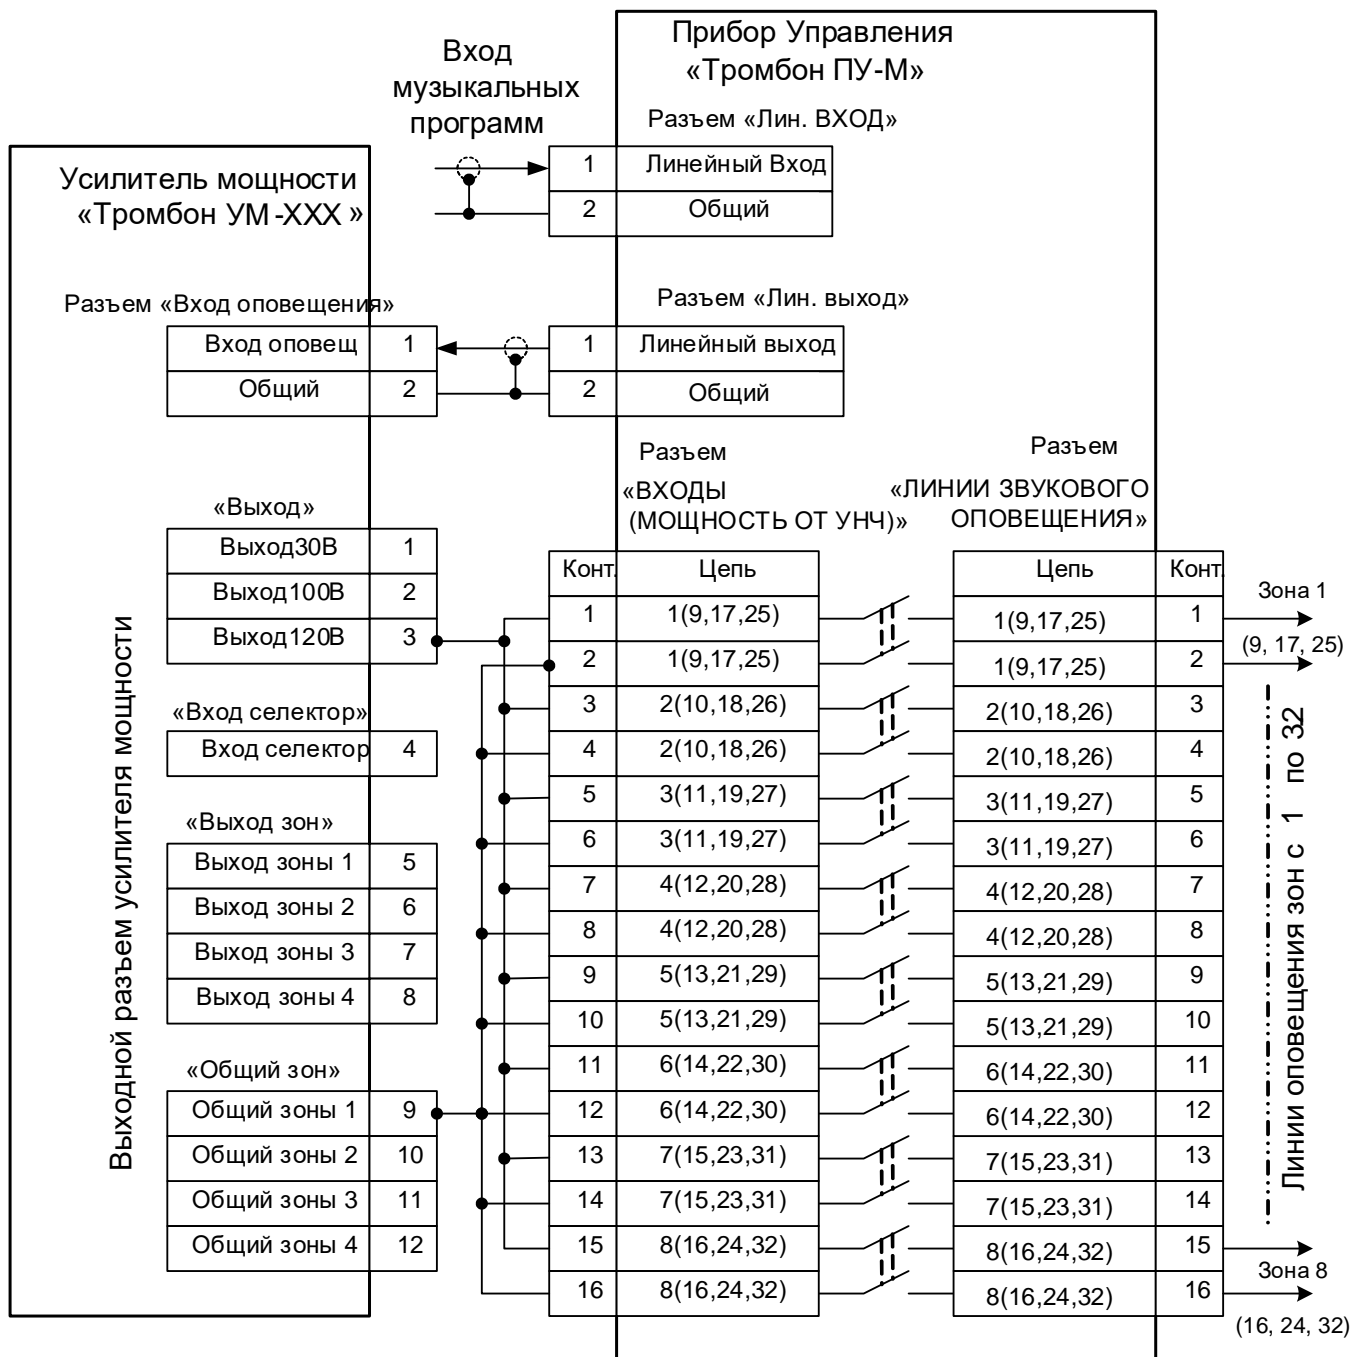 Прибор Управления
«Тромбон ПУ-М»
Вход
музыкальных
программ
Разъем «Лин. ВХОД»
1 Линейный Вход
2 Общий
Усилитель мощности
«Тромбон УМ-XXX»
Разъем «Вход оповещения»
Вход оповещ 1
Общий 2
Разъем «Лин. выход»
1 Линейный выход
2 Общий
«Выход»
Выход30В 1
Выход100В 2
Выход120В 3
«Вход селектор»
Вход селектор 4
«Выход зон»
Выход зоны 1 5
Выход зоны 2 6
Выход зоны 3 7
Выход зоны 4 8
«Общий зон»
Общий зоны 1 9
Общий зоны 2 10
Общий зоны 3 11
Общий зоны 4 12
Выходной разъем усилителя мощности
Разъем
«ВХОДЫ
(МОЩНОСТЬ ОТ УНЧ)»
Разъем
«ЛИНИИ ЗВУКОВОГО
ОПОВЕЩЕНИЯ»
Конт. Цепь Цепь Конт.
1 1(9,17,25) 1(9,17,25) 1
2 1(9,17,25) 1(9,17,25) 2
3 2(10,18,26) 2(10,18,26) 3
4 2(10,18,26) 2(10,18,26) 4
5 3(11,19,27) 3(11,19,27) 5
6 3(11,19,27) 3(11,19,27) 6
7 4(12,20,28) 4(12,20,28) 7
8 4(12,20,28) 4(12,20,28) 8
9 5(13,21,29) 5(13,21,29) 9
10 5(13,21,29) 5(13,21,29) 10
11 6(14,22,30) 6(14,22,30) 11
12 6(14,22,30) 6(14,22,30) 12
13 7(15,23,31) 7(15,23,31) 13
14 7(15,23,31) 7(15,23,31) 14
15 8(16,24,32) 8(16,24,32) 15
16 8(16,24,32) 8(16,24,32) 16
Зона 1
(9, 17, 25)
Линии оповещения зон с 1 по 32
Зона 8
(16, 24, 32)